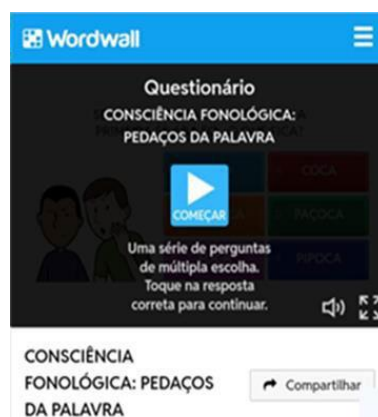 Wordwall
Questionário
CONSCIÊNCIA FONOLÓGICA:
PEDAÇOS DA PALAVRA
COCA
COMEÇAR
PAÇOCA
Uma série de perguntas
de múltipla escolha.
PIPOCA
Toque na resposta
correta para continuar.
CONSCIÊNCIA
FONOLÓGICA: PEDAÇOS
DA PALAVRA
Compartilhar